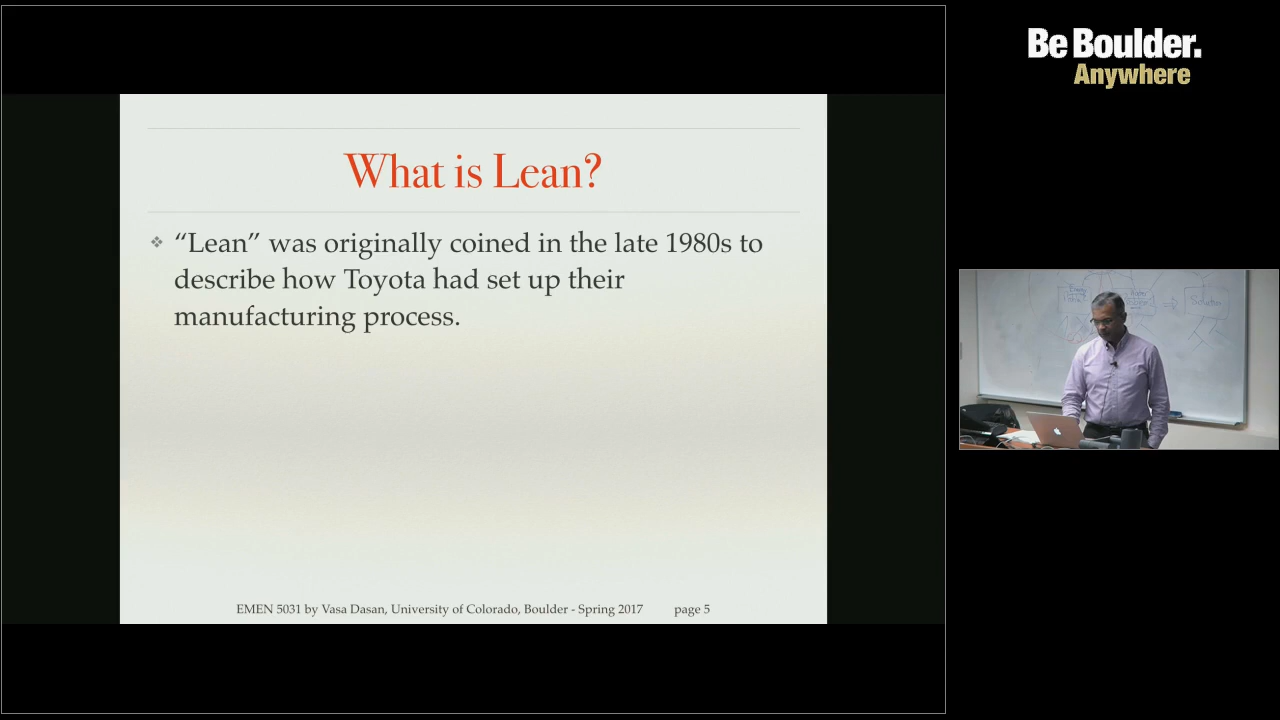 Be Boulder.
Anywhere
What is Lean?
“Lean” was originally coined in the late 1980s to
describe how Toyota had set up their
manufacturing process.
EMEN 5031 by Vasa Dasan, University of Colorado, Boulder - Spring 2017 page 5
Solution